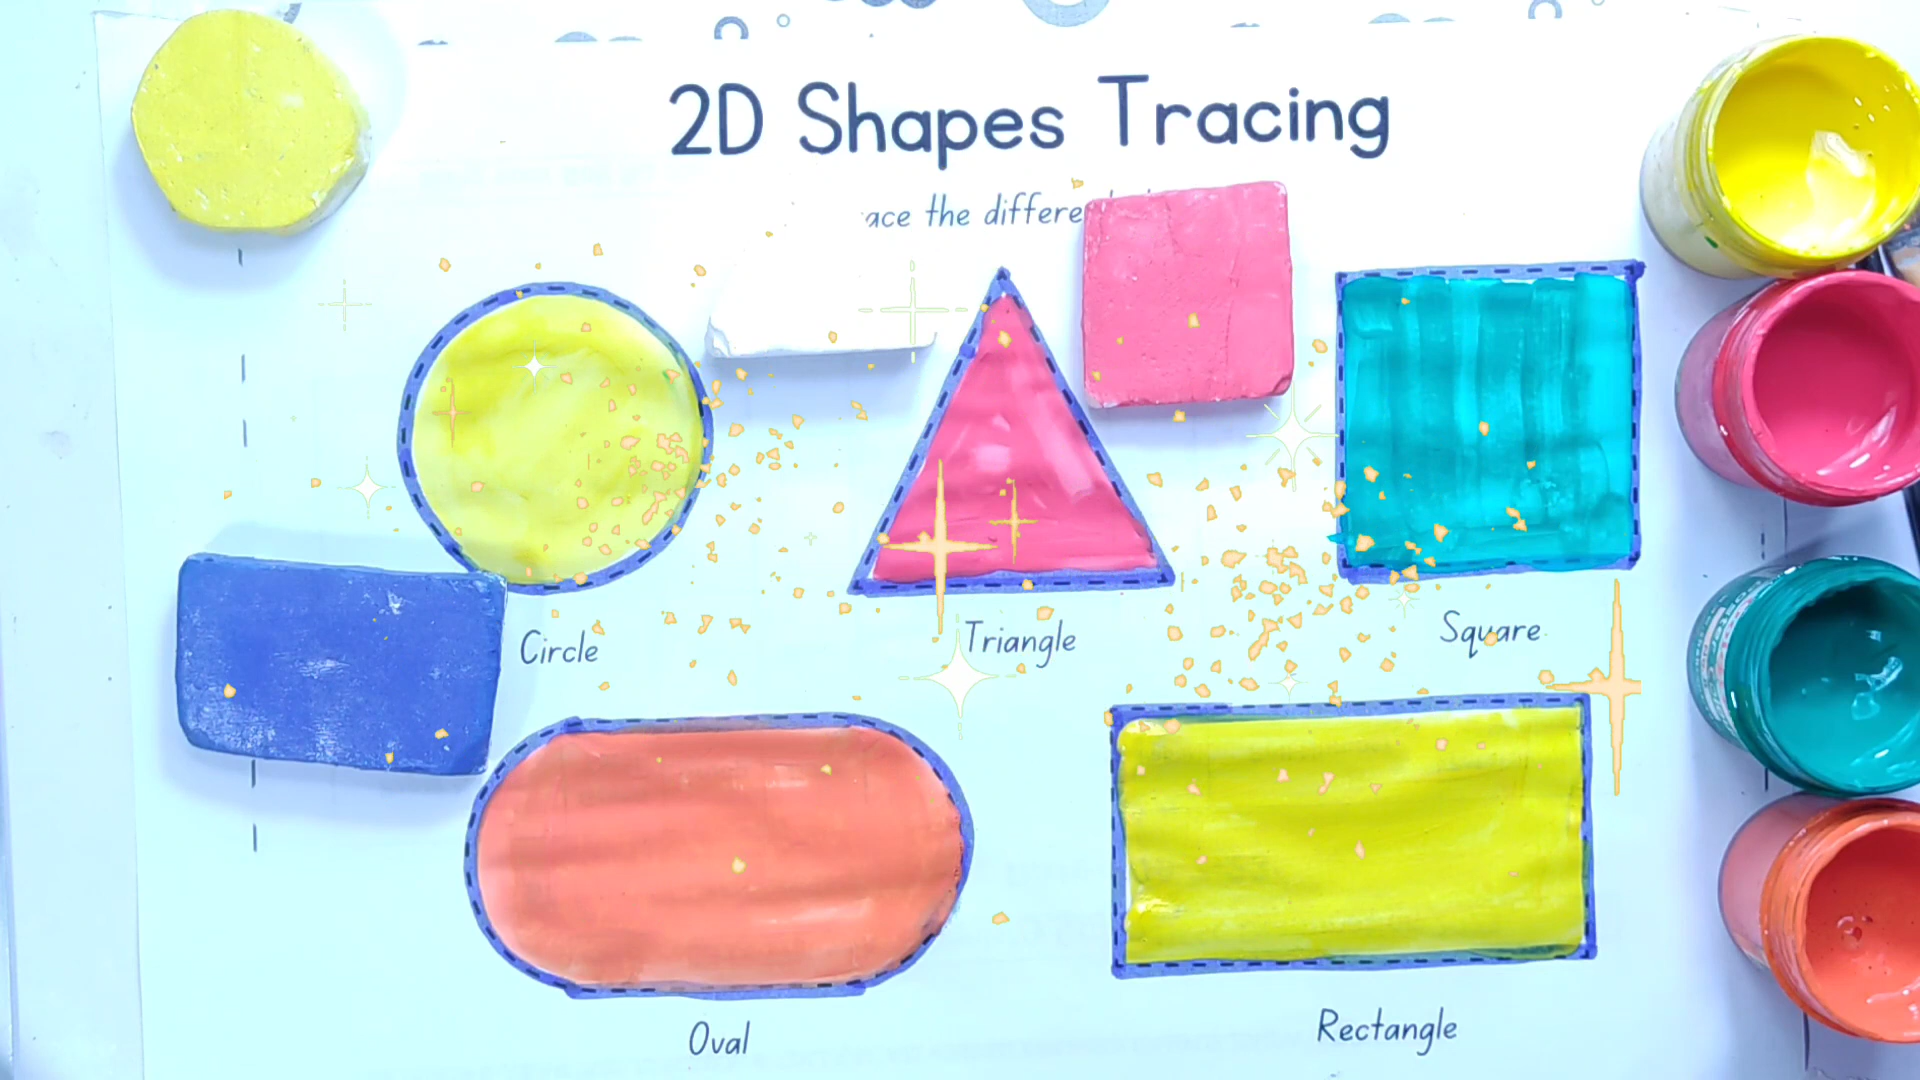 2D Shapes Tracing
ace the differe
Circle
Triangle
Square
Oval
Rectangle